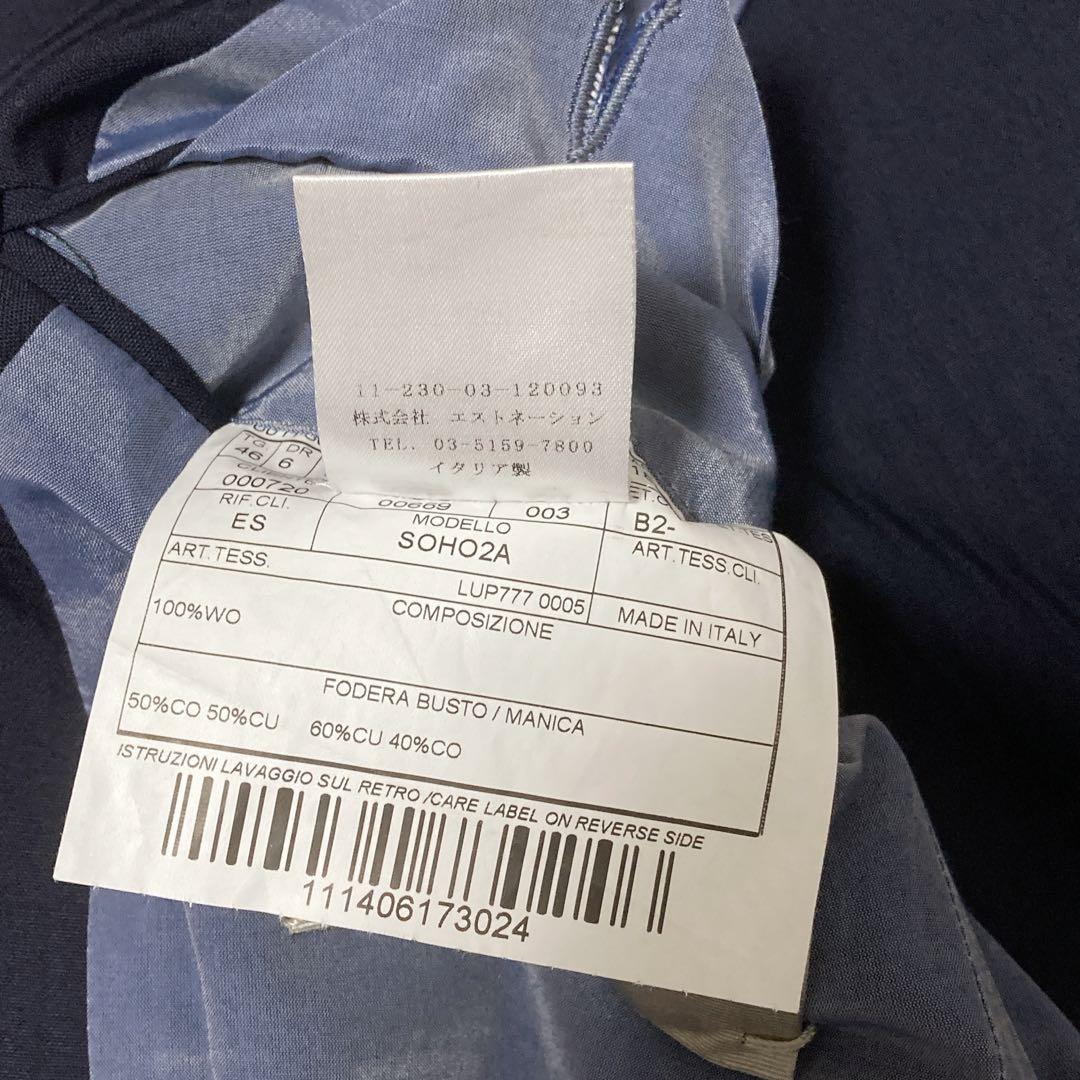 11-230-03-120093
株式会社 エストネーション
TEL. 03-5159-7800
イタリア製
TG DR
46 6
000720 00669 003
RIF.CLI. MODELLO B2-
ES SOHO2A ART.TESS.CLI.
ART.TESS.
LUP777 0005 MADE IN ITALY
COMPOSIZIONE
100%WO
FODERA BUSTO / MANICA
50%CO 50%CU 60%CU 40%CO
ISTRUZIONI LAVAGGIO SUL RETRO /CARE LABEL ON REVERSE SIDE
111406173024